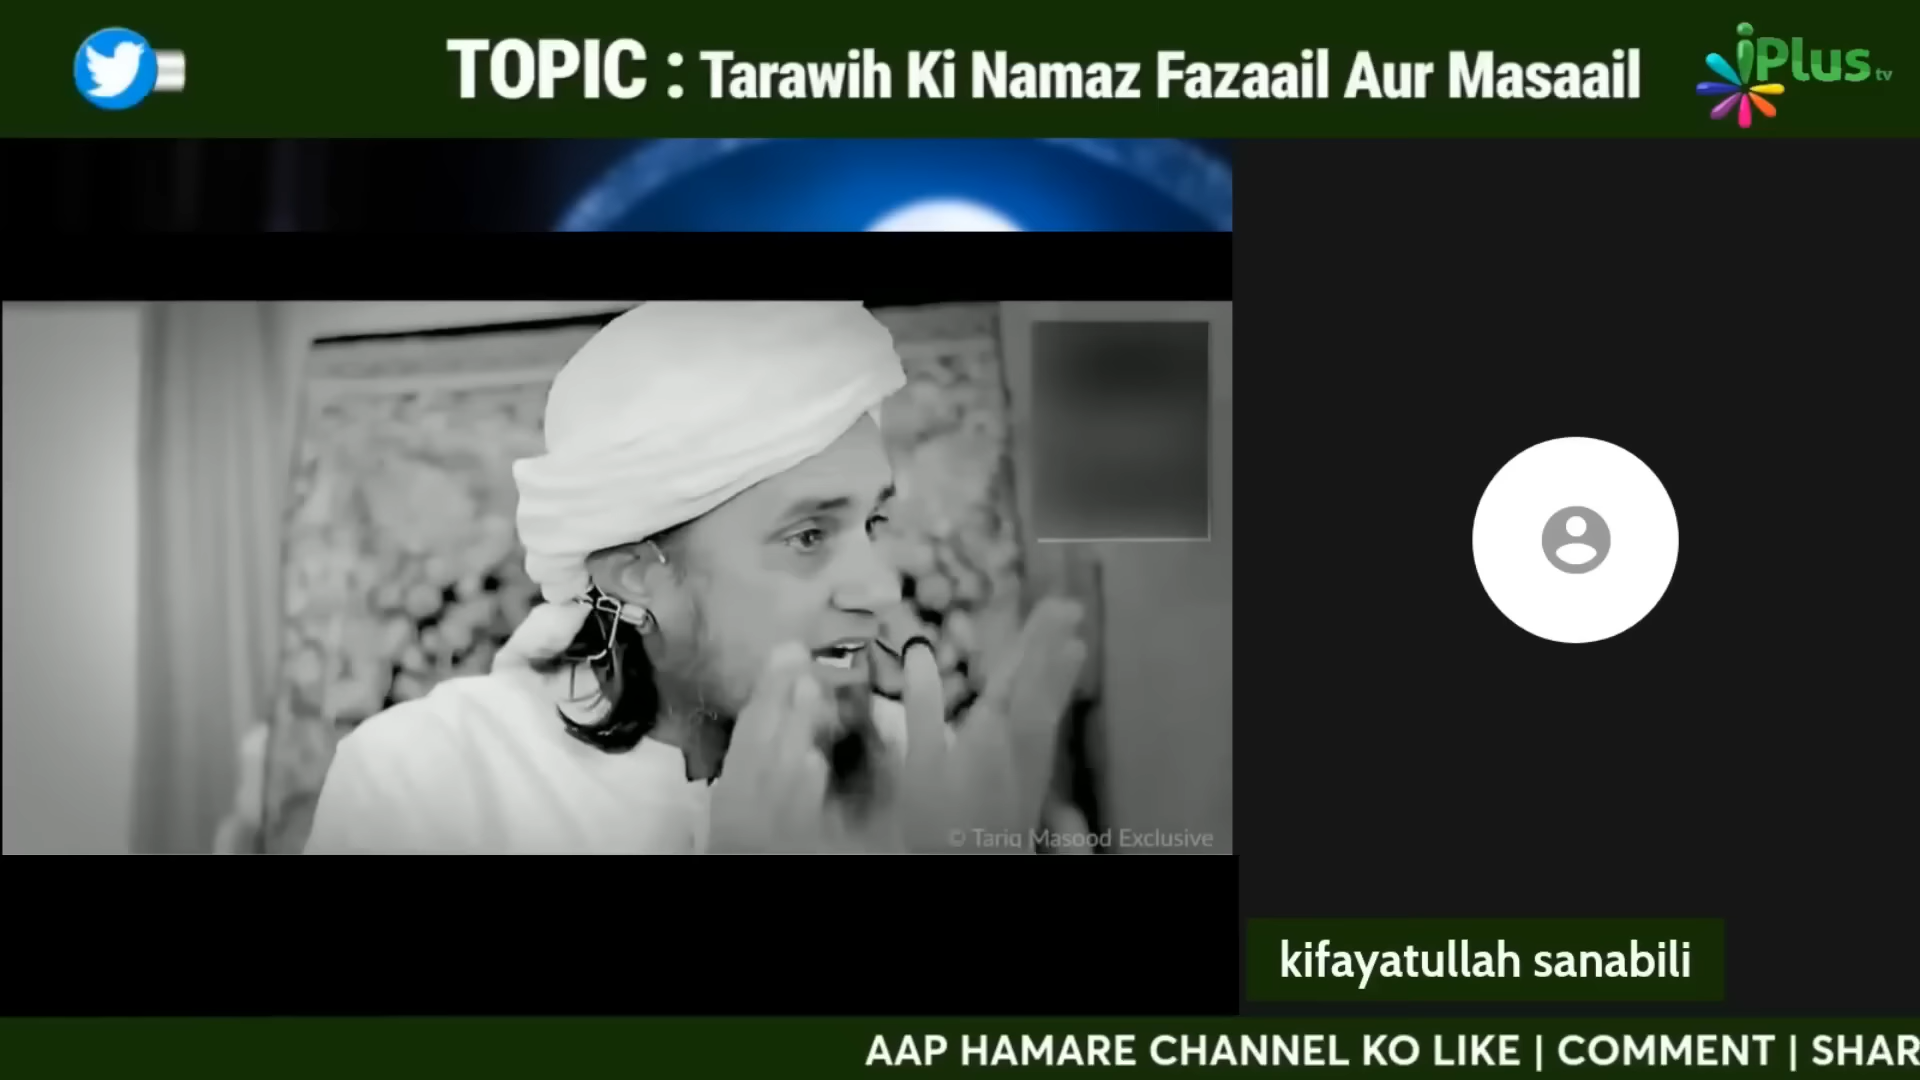 TOPIC : Tarawih Ki Namaz Fazaail Aur Masaail
iPlus tv
© Tariq Masood Exclusive
kifayatullah sanabili
AAP HAMARE CHANNEL KO LIKE | COMMENT | SHAR